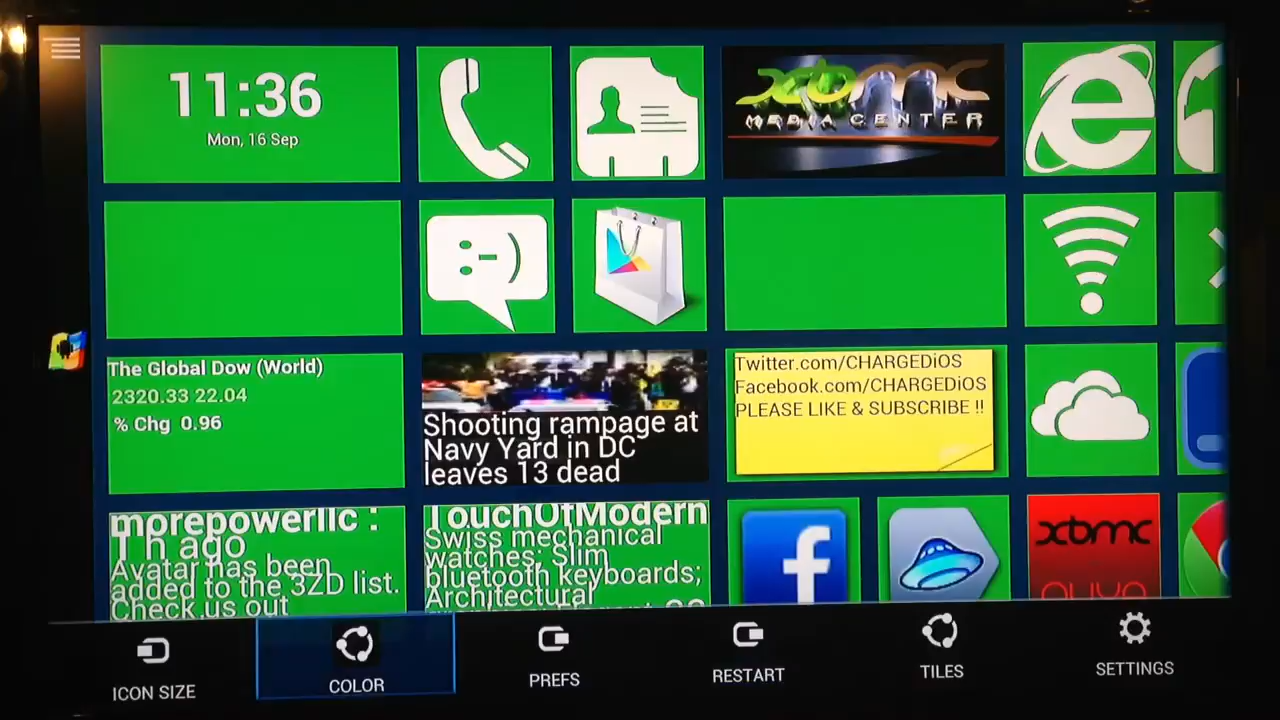 11:36
Mon, 16 Sep
xbmc
MEDIA CENTER
:-)
The Global Dow (World)
2320.33 22.04
% Chg 0.96
Shooting rampage at
Navy Yard in DC
leaves 13 dead
Twitter.com/CHARGEDiOS
Facebook.com/CHARGEDiOS
PLEASE LIKE & SUBSCRIBE !!
morepowerllc :
1 h ago
Avatar has been
added to the 3ZD list.
Check us out
TouchOfModern
Swiss mechanical
watches; Slim
bluetooth keyboards;
Architectural
f
xbmc
ouya
ICON SIZE
COLOR
PREFS
RESTART
TILES
SETTINGS